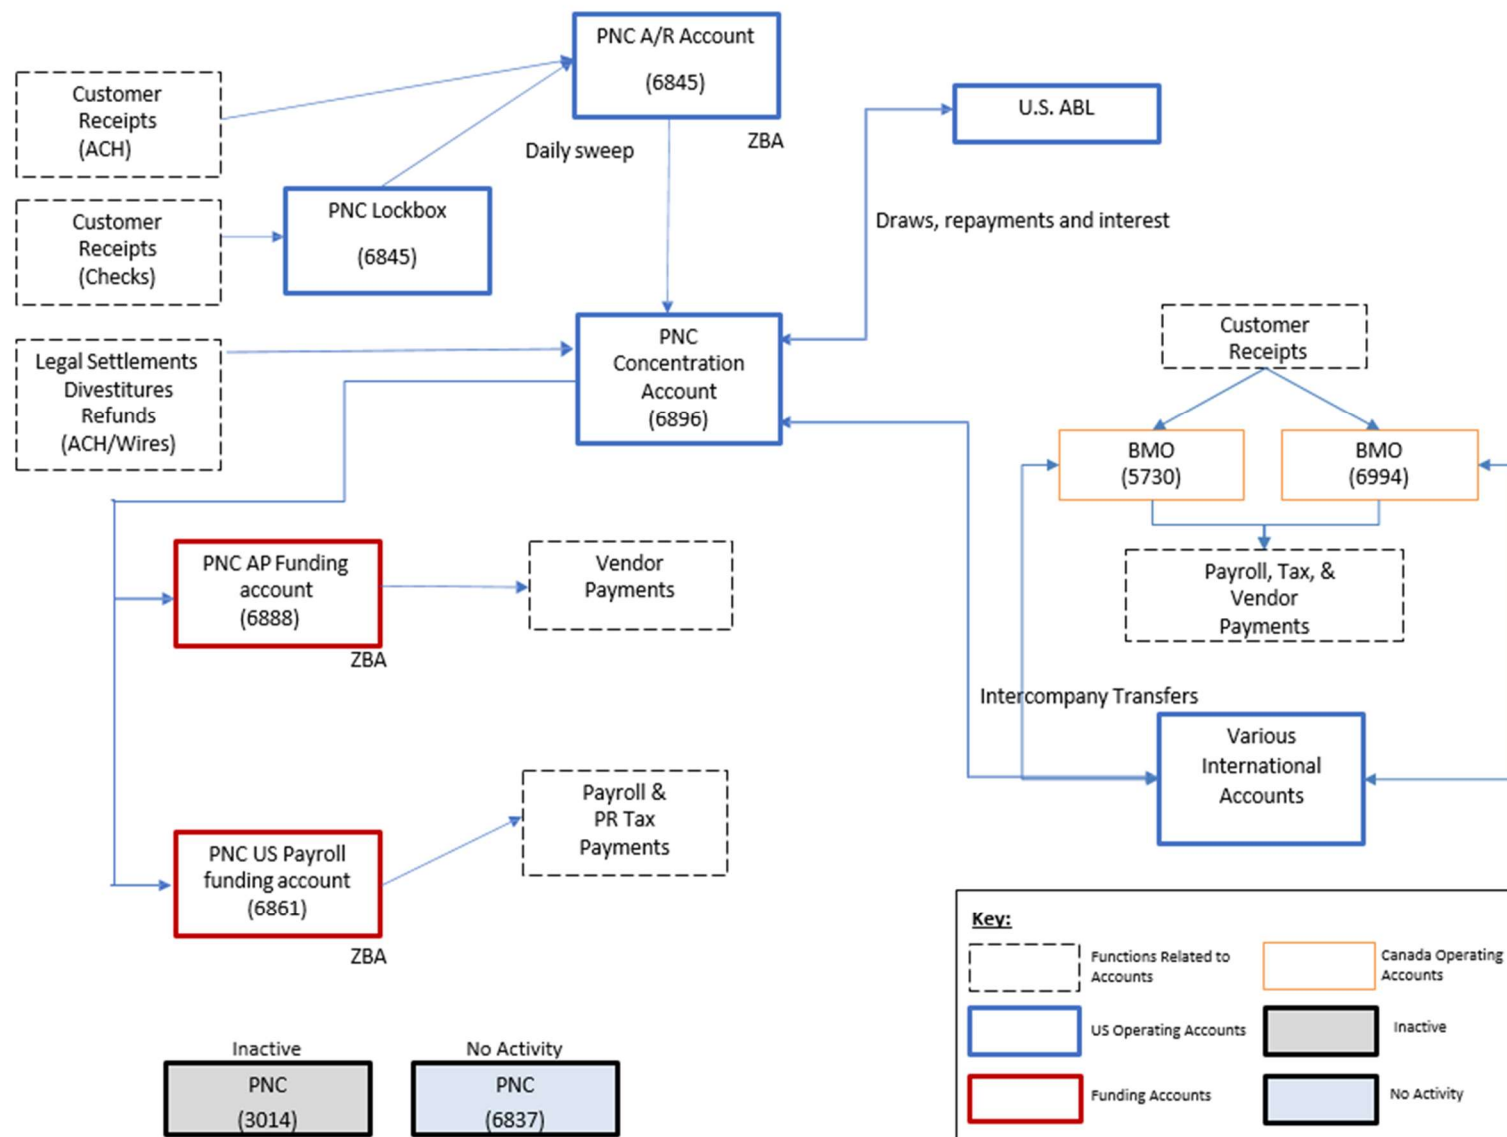 PNC A/R Account
(6845)
ZBA
Customer
Receipts
(ACH)
Daily sweep
U.S. ABL
Customer
Receipts
(Checks)
PNC Lockbox
(6845)
Draws, repayments and interest
Legal Settlements
Divestitures
Refunds
(ACH/Wires)
PNC
Concentration
Account
(6896)
Customer
Receipts
BMO
(5730)
BMO
(6994)
PNC AP Funding
account
(6888)
ZBA
Vendor
Payments
Payroll, Tax, &
Vendor
Payments
Intercompany Transfers
Various
International
Accounts
Payroll &
PR Tax
Payments
PNC US Payroll
funding account
(6861)
ZBA
Inactive
PNC
(3014)
No Activity
PNC
(6837)
Key:
Functions Related to
Accounts
Canada Operating
Accounts
US Operating Accounts
Inactive
Funding Accounts
No Activity